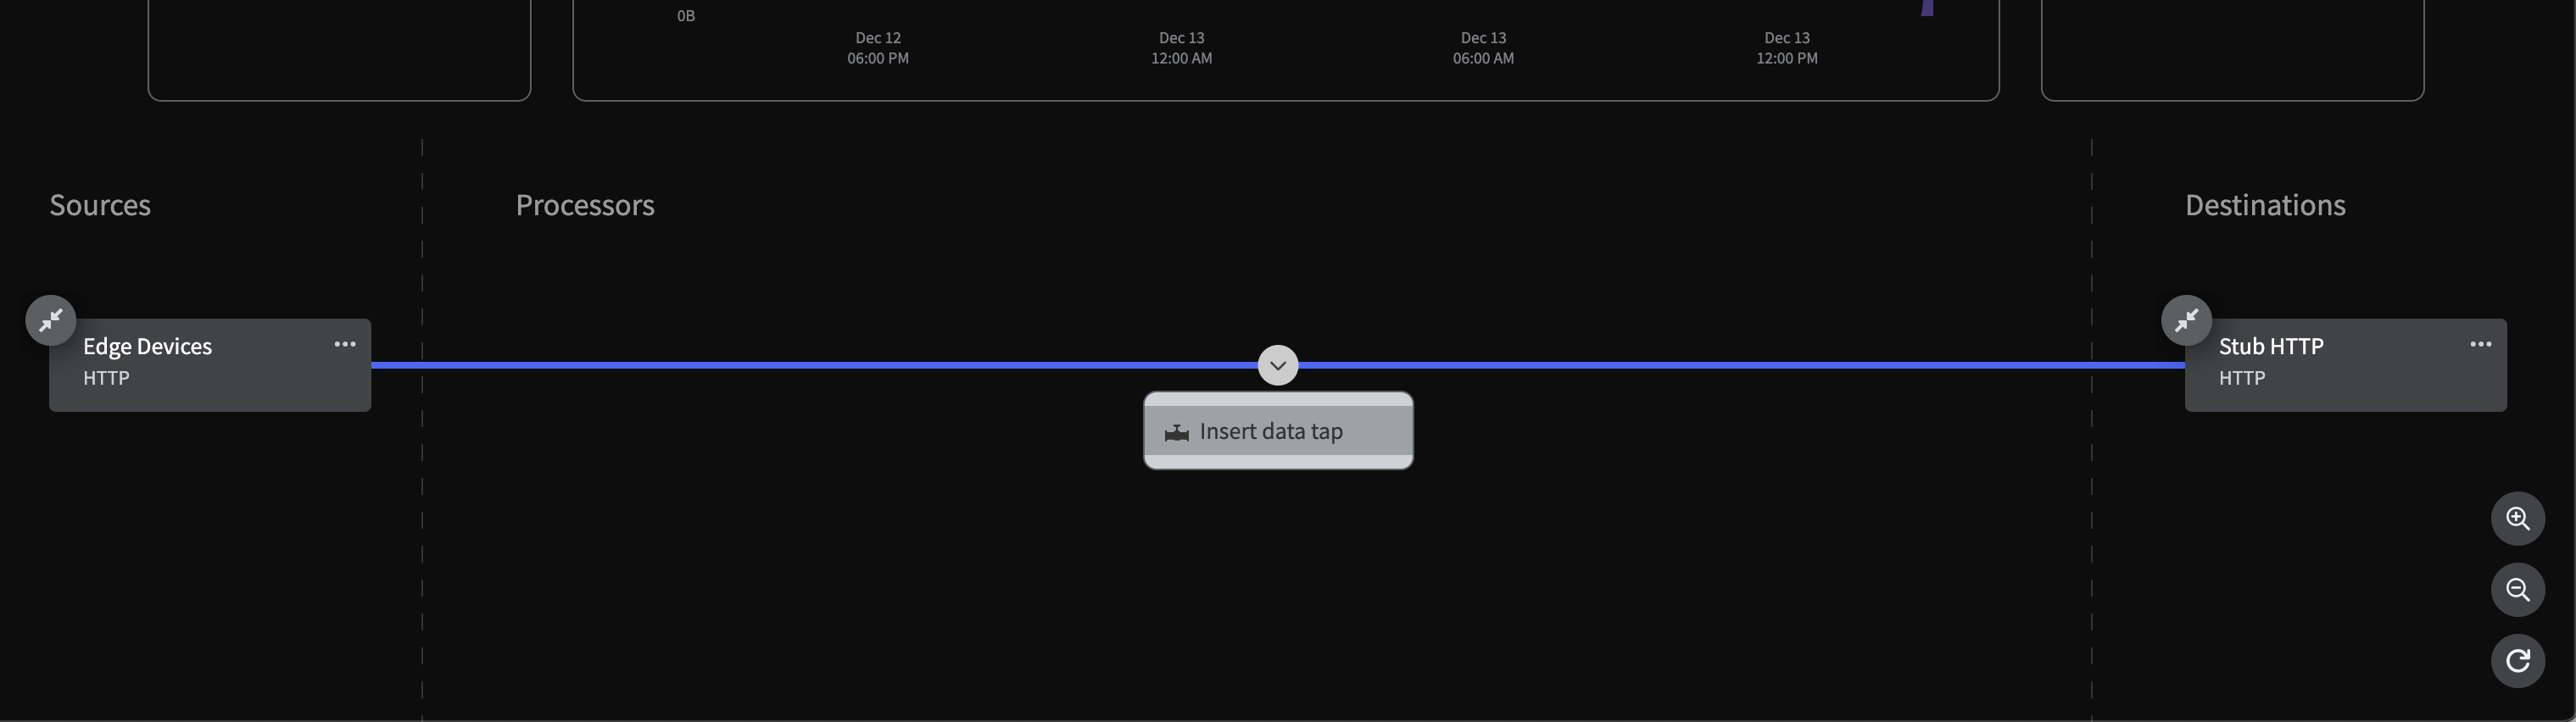 0B
Dec 12
06:00 PM
Dec 13
12:00 AM
Dec 13
06:00 AM
Dec 13
12:00 PM
Sources
Processors
Destinations
Edge Devices
HTTP
Stub HTTP
HTTP
Insert data tap